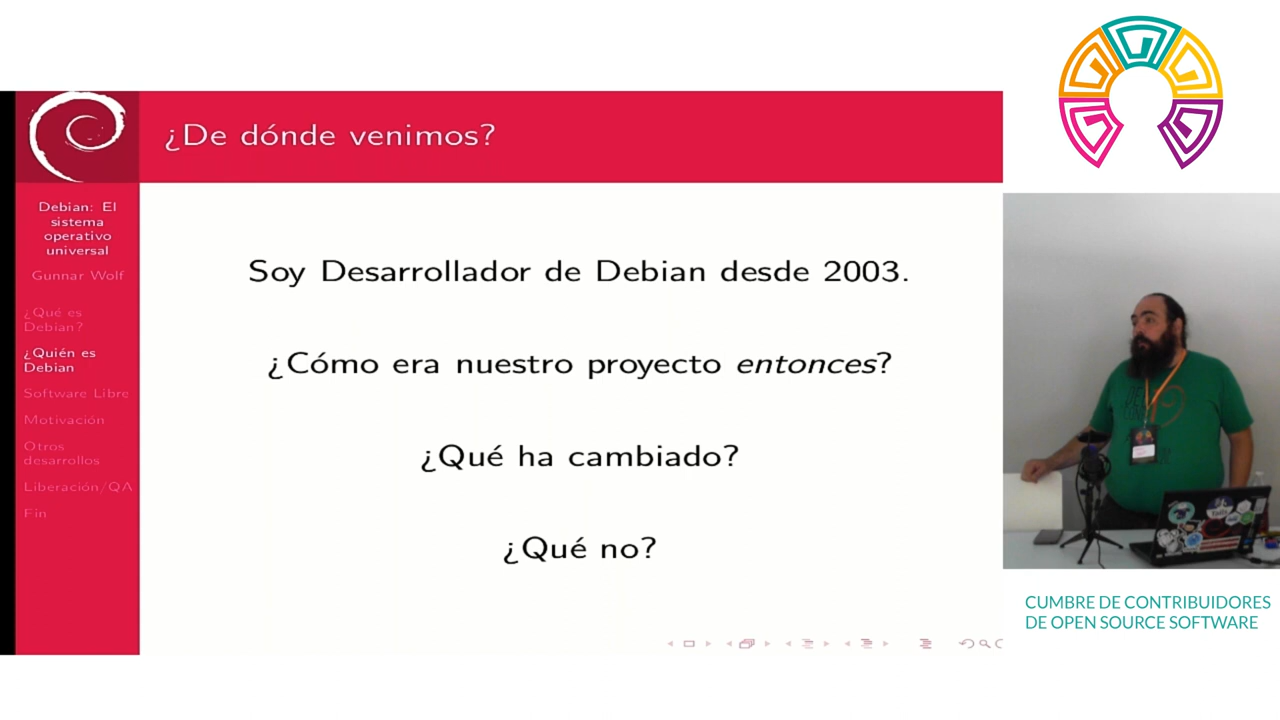 ¿De dónde venimos?
Debian: El
sistema
operativo
universal
Gunnar Wolf
¿Qué es
Debian?
¿Quién es
Debian
Software Libre
Motivación
Otros
desarrollos
Liberación/QA
Fin
Soy Desarrollador de Debian desde 2003.
¿Cómo era nuestro proyecto entonces?
¿Qué ha cambiado?
¿Qué no?
CUMBRE DE CONTRIBUIDORES
DE OPEN SOURCE SOFTWARE